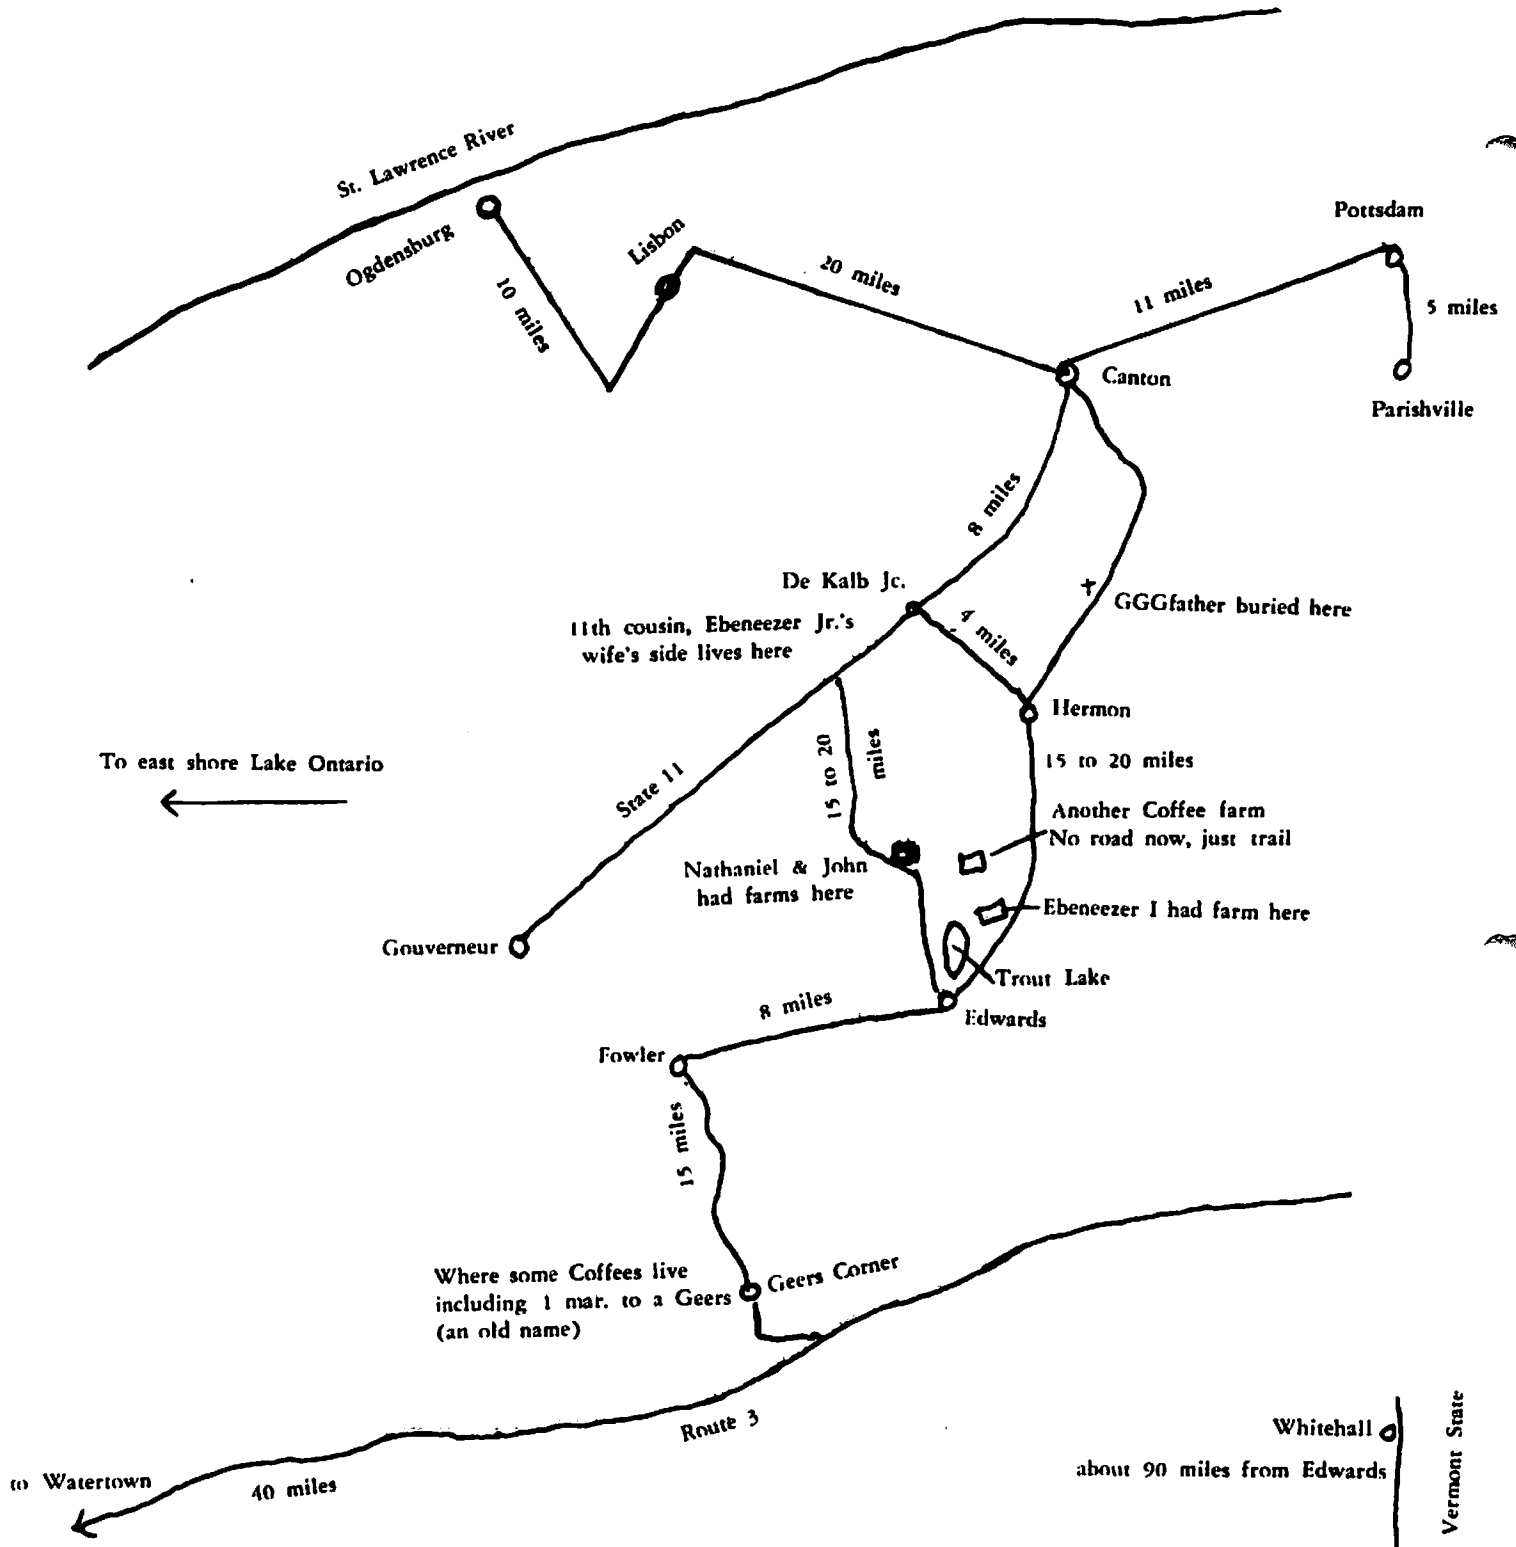 St. Lawrence River
Ogdensburg
Lisbon
10 miles
20 miles
Pottsdam
11 miles
5 miles
Canton
Parishville
8 miles
De Kalb Jc.
11th cousin, Ebeneezer Jr.'s
wife's side lives here
4 miles
GGGfather buried here
Hermon
To east shore Lake Ontario
State 11
15 to 20
miles
15 to 20 miles
Another Coffee farm
No road now, just trail
Nathaniel & John
had farms here
Ebeneezer I had farm here
Gouverneur
Trout Lake
8 miles
Edwards
Fowler
15 miles
Where some Coffees live
including 1 mar. to a Geers
(an old name)
Geers Corner
Route 3
to Watertown
40 miles
Whitehall
about 90 miles from Edwards
Vermont State